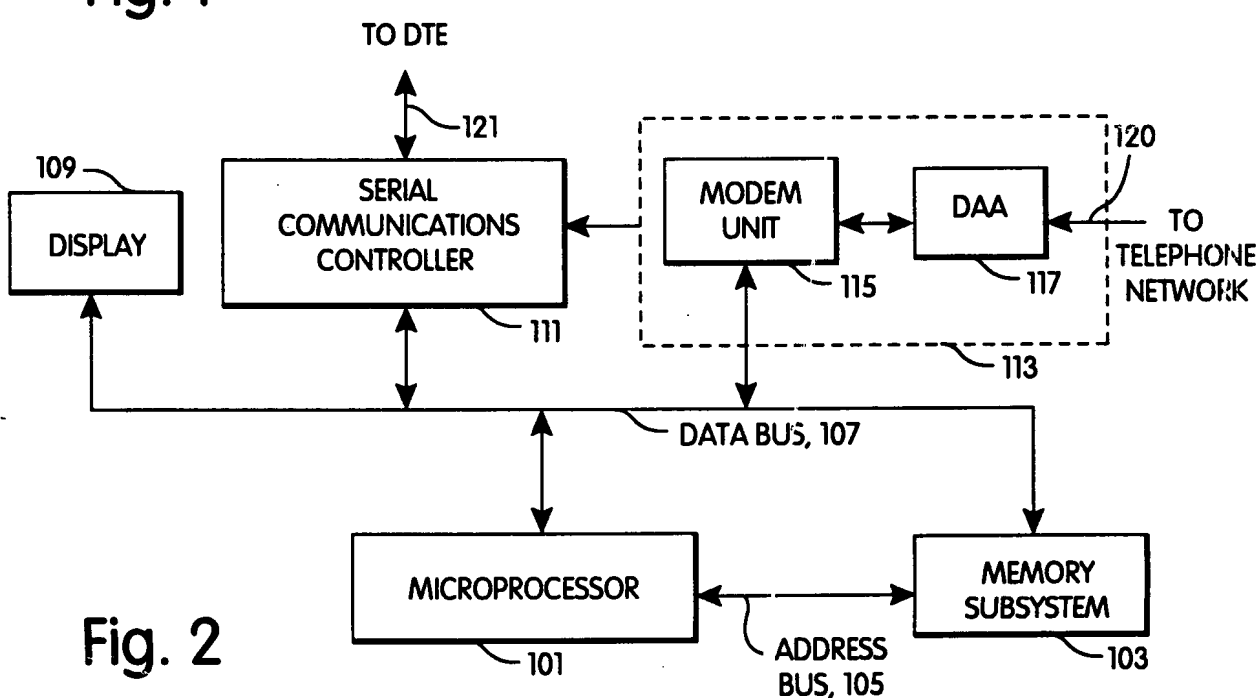 TO DTE
121
109
DISPLAY
SERIAL
COMMUNICATIONS
CONTROLLER
111
MODEM
UNIT
115
DAA
117
120
TO
TELEPHONE
NETWORK
113
DATA BUS, 107
MICROPROCESSOR
101
MEMORY
SUBSYSTEM
103
ADDRESS
BUS, 105
Fig. 2